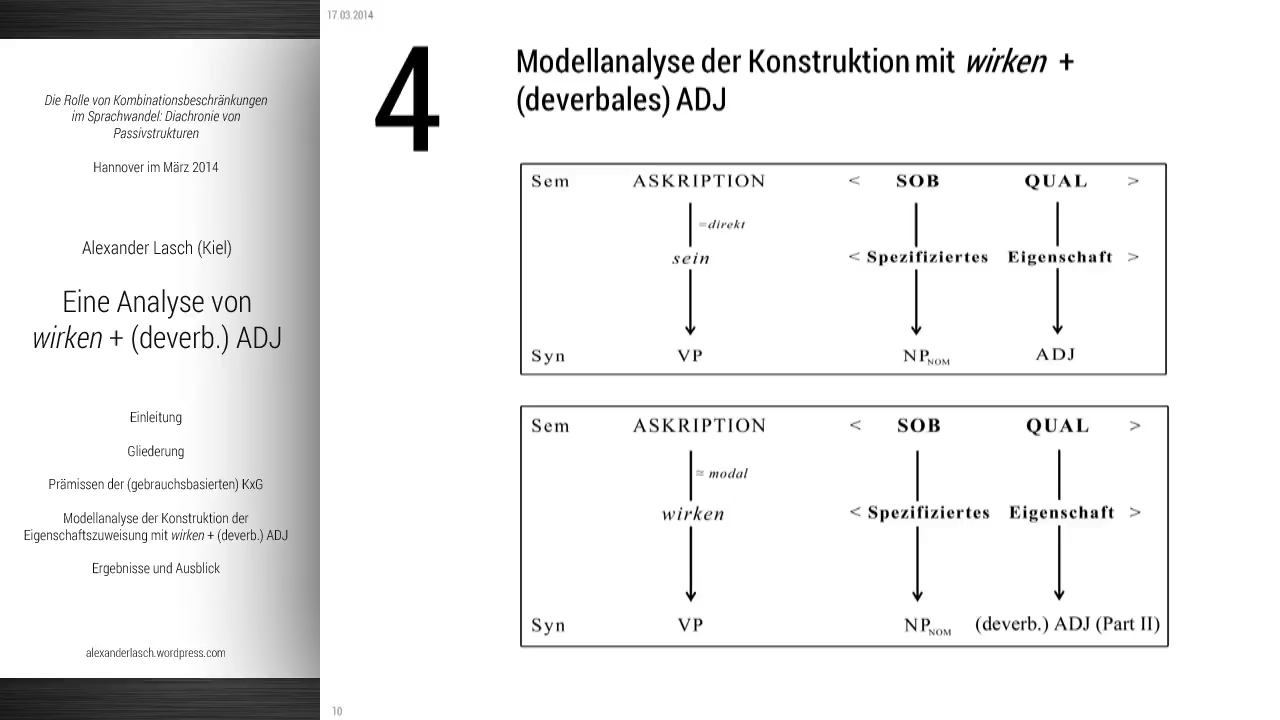 17.03.2014
Die Rolle von Kombinationsbeschränkungen
im Sprachwandel: Diachronie von
Passivstrukturen
Hannover im März 2014
Alexander Lasch (Kiel)
Eine Analyse von
wirken + (deverb.) ADJ
Einleitung
Gliederung
Prämissen der (gebrauchsbasierten) KxG
Modellanalyse der Konstruktion der
Eigenschaftszuweisung mit wirken + (deverb.) ADJ
Ergebnisse und Ausblick
alexanderlasch.wordpress.com
4
Modellanalyse der Konstruktion mit wirken +
(deverbales) ADJ
Sem ASKRIPTION < SOB QUAL >
=direkt
sein < Spezifiziertes Eigenschaft >
Syn VP NP NOM ADJ
Sem ASKRIPTION < SOB QUAL >
≈ modal
wirken < Spezifiziertes Eigenschaft >
Syn VP NP NOM (deverb.) ADJ (Part II)
10